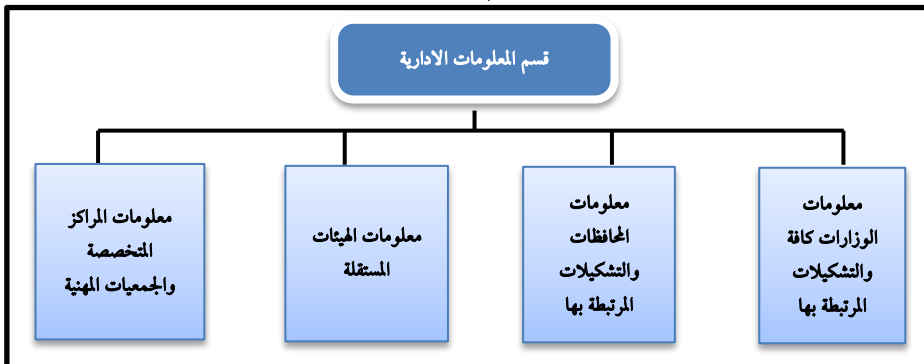 قسم المعلومات الادارية
معلومات
الوزارات كافة
والتشكيلات
المرتبطة بها
معلومات
المحافظات
والتشكيلات
المرتبطة بها
معلومات الهيئات
المستقلة
معلومات المراكز
المتخصصة
والجمعيات المهنية